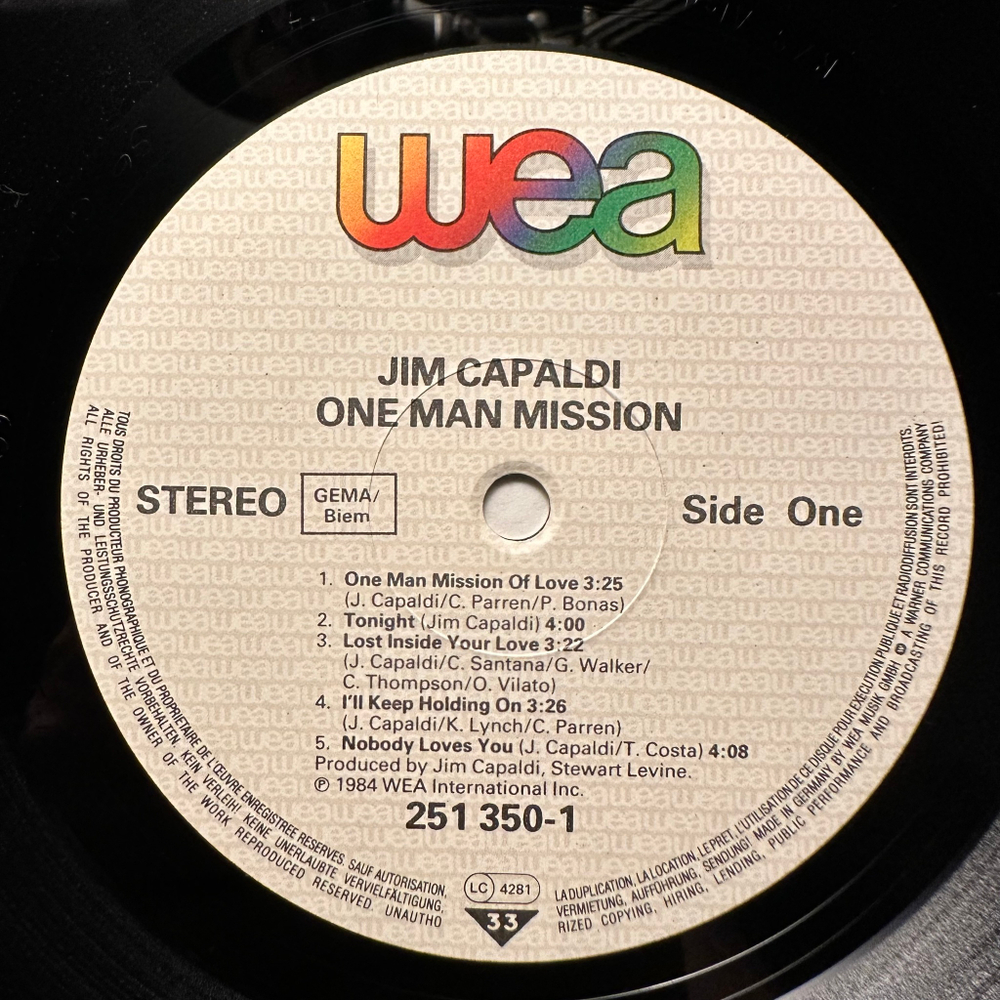 wea
JIM CAPALDI
ONE MAN MISSION
STEREO
GEMA/
Biem
Side One
1. One Man Mission Of Love 3:25
(J. Capaldi/C. Parren/P. Bonas)
2. Tonight (Jim Capaldi) 4:00
3. Lost Inside Your Love 3:22
(J. Capaldi/C. Santana/G. Walker/
C. Thompson/O. Vilato)
4. I'll Keep Holding On 3:26
(J. Capaldi/K. Lynch/C. Parren)
5. Nobody Loves You (J. Capaldi/T. Costa) 4:08
Produced by Jim Capaldi, Stewart Levine.
℗ 1984 WEA International Inc.
251 350-1
LC 4281
33
TOUS DROITS DU PRODUCTEUR PHONOGRAPHIQUE ET DU PROPRIETAIRE DE L'ŒUVRE ENREGISTREE RESERVES. SAUF AUTORISATION,
LA DUPLICATION, LA LOCATION, LE PRET, L'UTILISATION DE CE DISQUE POUR EXECUTION PUBLIQUE ET RADIODIFFUSION SONT INTERDITS.
ALLE URHEBER- UND LEISTUNGSSCHUTZRECHTE VORBEHALTEN. KEIN VERLEIH! KEINE UNERLAUBTE VERVIELFÄLTIGUNG,
VERMIETUNG, AUFFÜHRUNG, SENDUNG! MADE IN GERMANY BY WEA MUSIK GMBH A WARNER COMMUNICATIONS COMPANY
ALL RIGHTS OF THE PRODUCER AND OF THE OWNER OF THE WORK REPRODUCED RESERVED. UNAUTHO
RIZED COPYING, HIRING, LENDING, PUBLIC PERFORMANCE AND BROADCASTING OF THIS RECORD PROHIBITED!